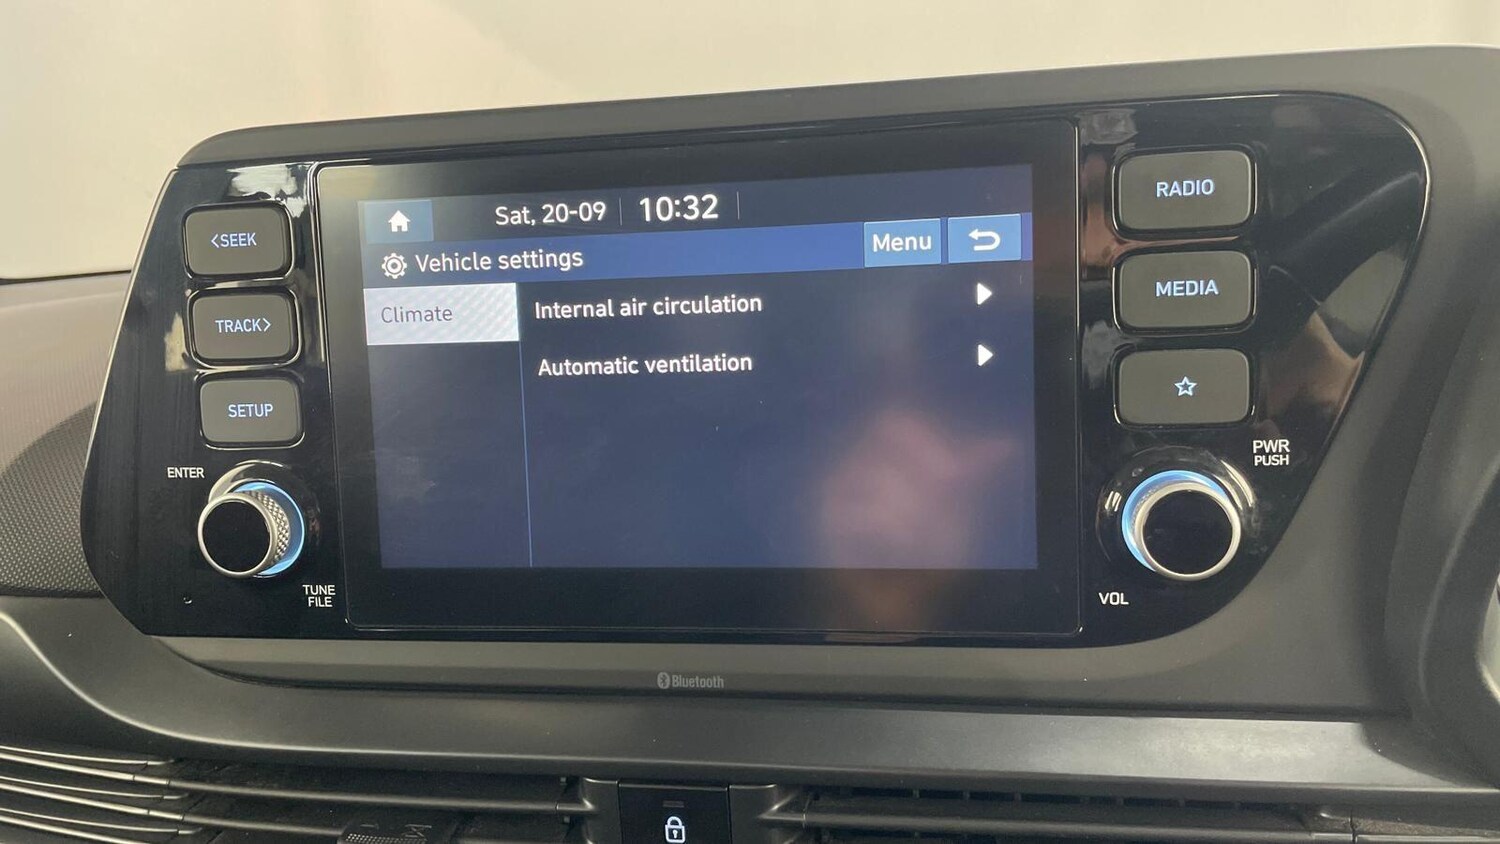 <SEEK
TRACK>
SETUP
ENTER
TUNE
FILE
Sat, 20-09 10:32
Vehicle settings
Menu
Climate
Internal air circulation
Automatic ventilation
RADIO
MEDIA
PWR
PUSH
VOL
Bluetooth